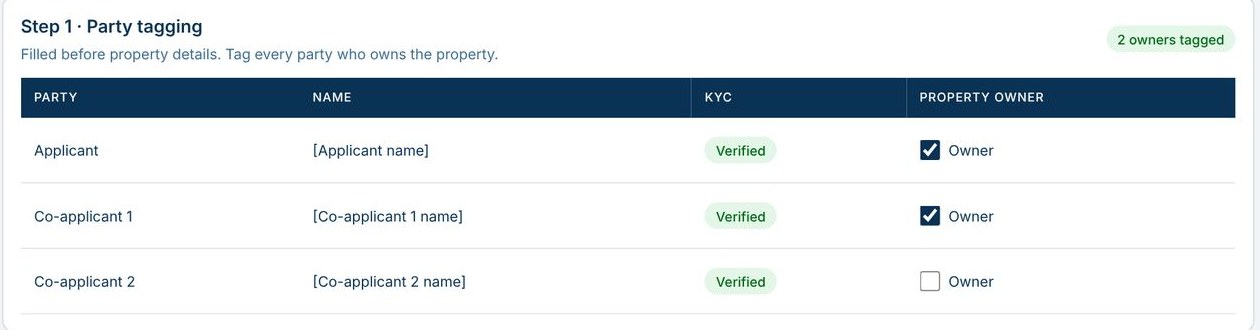 Step 1 · Party tagging
Filled before property details. Tag every party who owns the property.
2 owners tagged
PARTY NAME KYC PROPERTY OWNER
Applicant [Applicant name] Verified Owner
Co-applicant 1 [Co-applicant 1 name] Verified Owner
Co-applicant 2 [Co-applicant 2 name] Verified Owner